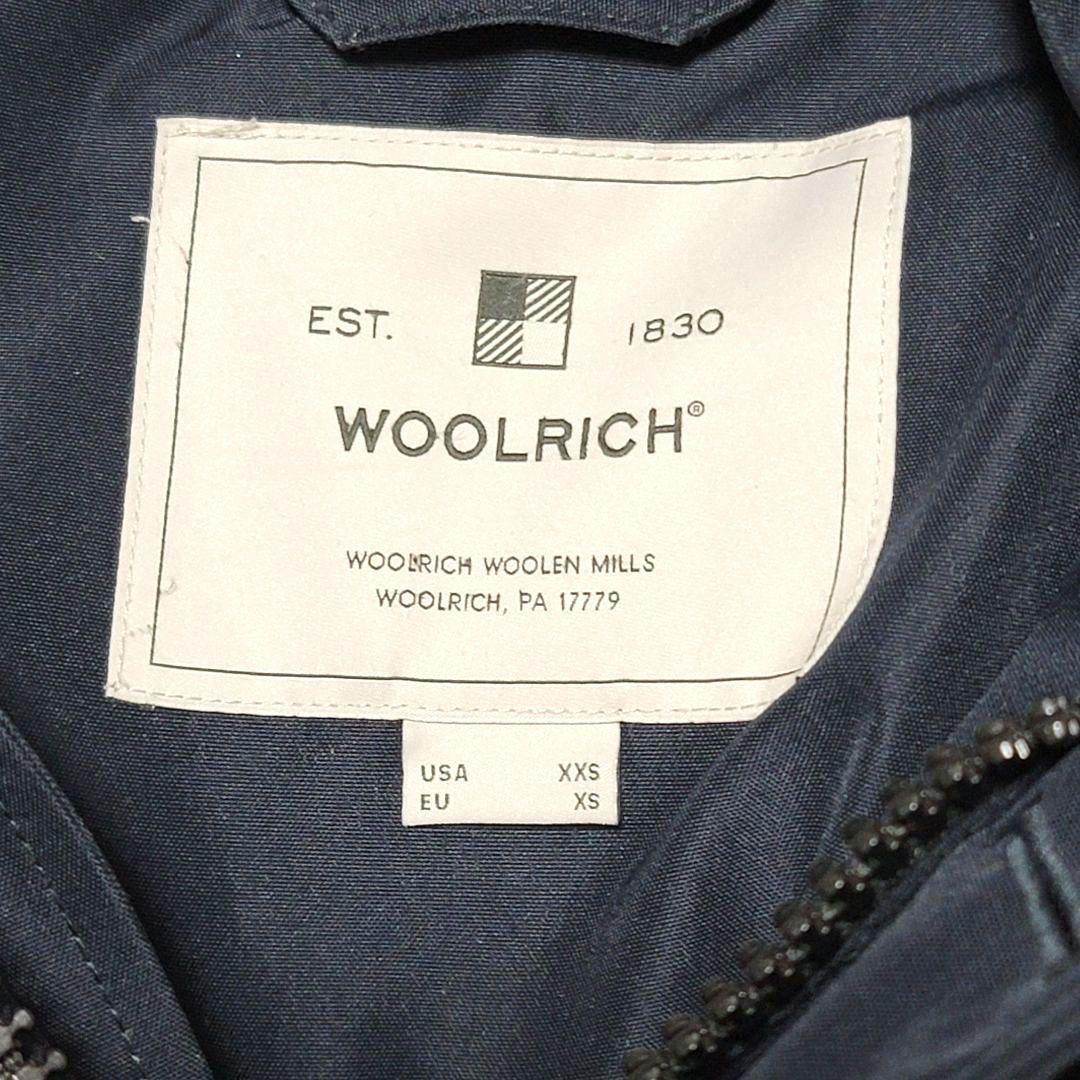 EST. 1830
WOOLRICH®
WOOLRICH WOOLEN MILLS
WOOLRICH, PA 17779
USA XXS
EU XS